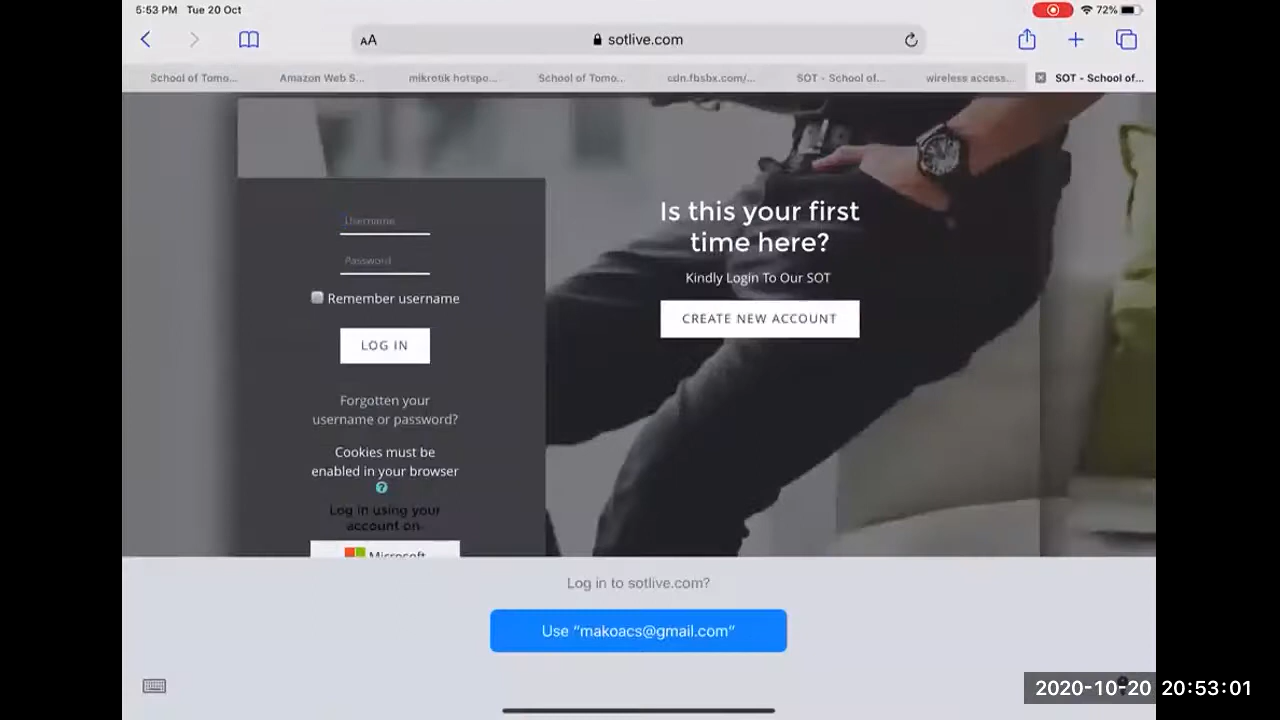 5:53 PM Tue 20 Oct
72%
AA
sotlive.com
School of Tomo...
Amazon Web S...
mikrotik hotspo...
School of Tomo...
cdn.fbsbx.com/...
SOT - School of...
wireless access...
SOT - School of...
Username
Password
Remember username
LOG IN
Forgotten your
username or password?
Cookies must be
enabled in your browser
?
Log in using your
account on
Microsoft
Is this your first
time here?
Kindly Login To Our SOT
CREATE NEW ACCOUNT
Log in to sotlive.com?
Use “makoacs@gmail.com”
2020-10-20 20:53:01